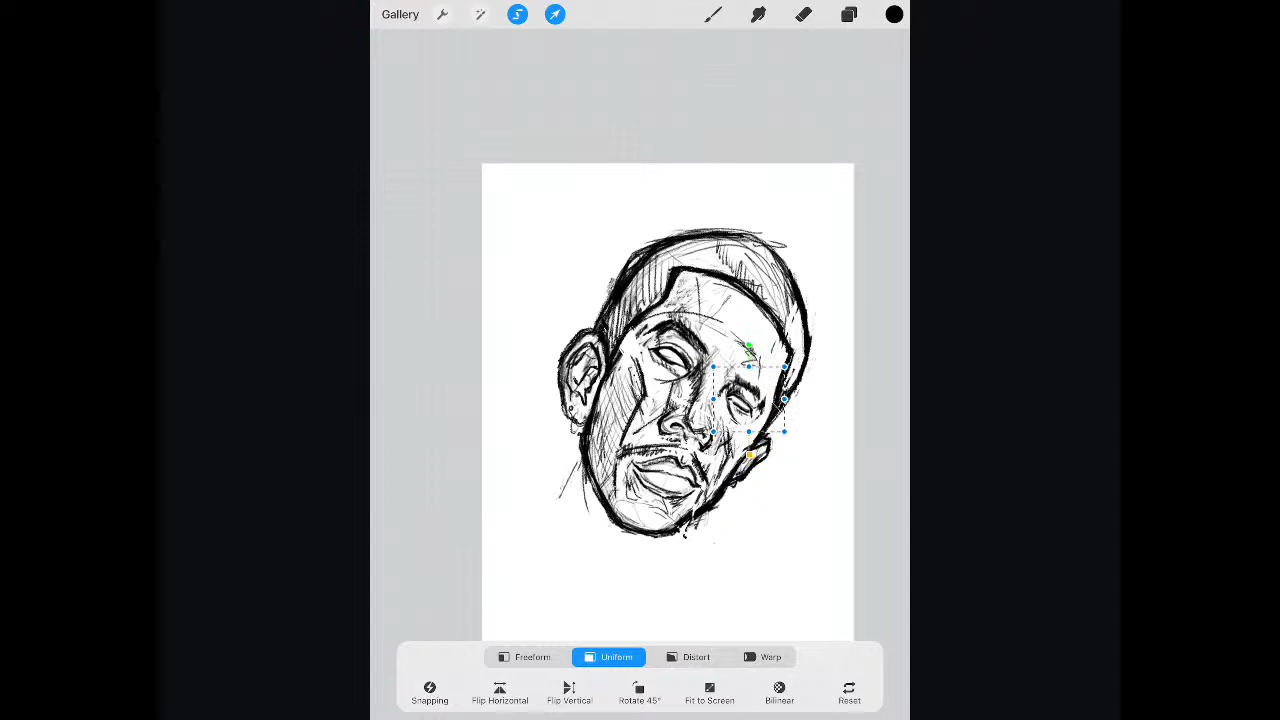 Gallery
Freeform Uniform Distort Warp
Snapping Flip Horizontal Flip Vertical Rotate 45° Fit to Screen Bilinear Reset